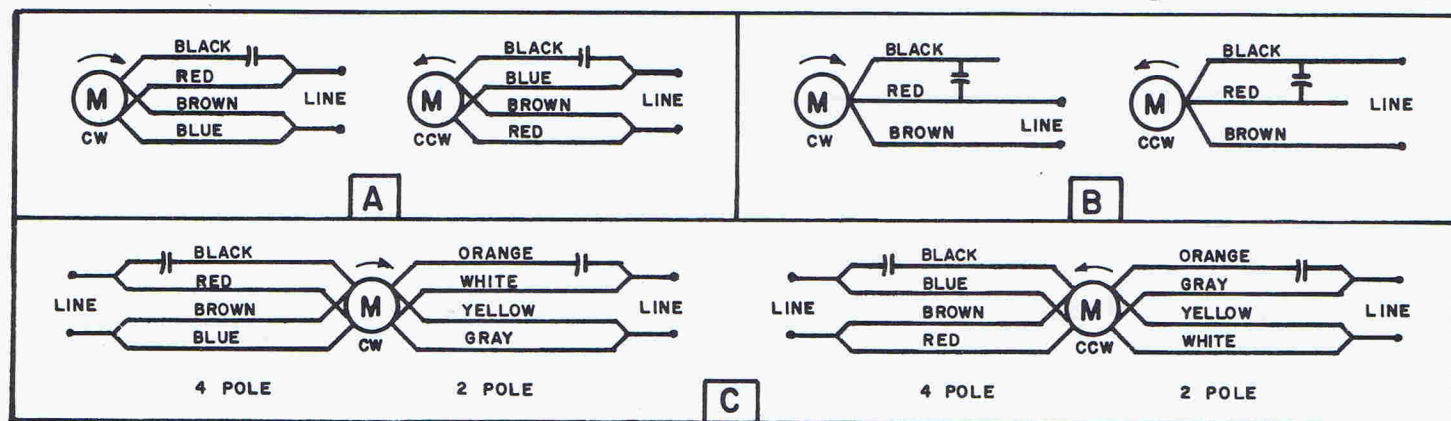 BLACK
RED
BROWN
BLUE
M
CW
LINE
BLACK
BLUE
BROWN
RED
M
CCW
LINE
A
BLACK
RED
BROWN
M
CW
LINE
BLACK
RED
BROWN
M
CCW
LINE
B
BLACK
RED
BROWN
BLUE
LINE
4 POLE
M
CW
ORANGE
WHITE
YELLOW
GRAY
LINE
2 POLE
BLACK
BLUE
BROWN
RED
LINE
4 POLE
M
CCW
ORANGE
GRAY
YELLOW
WHITE
LINE
2 POLE
C